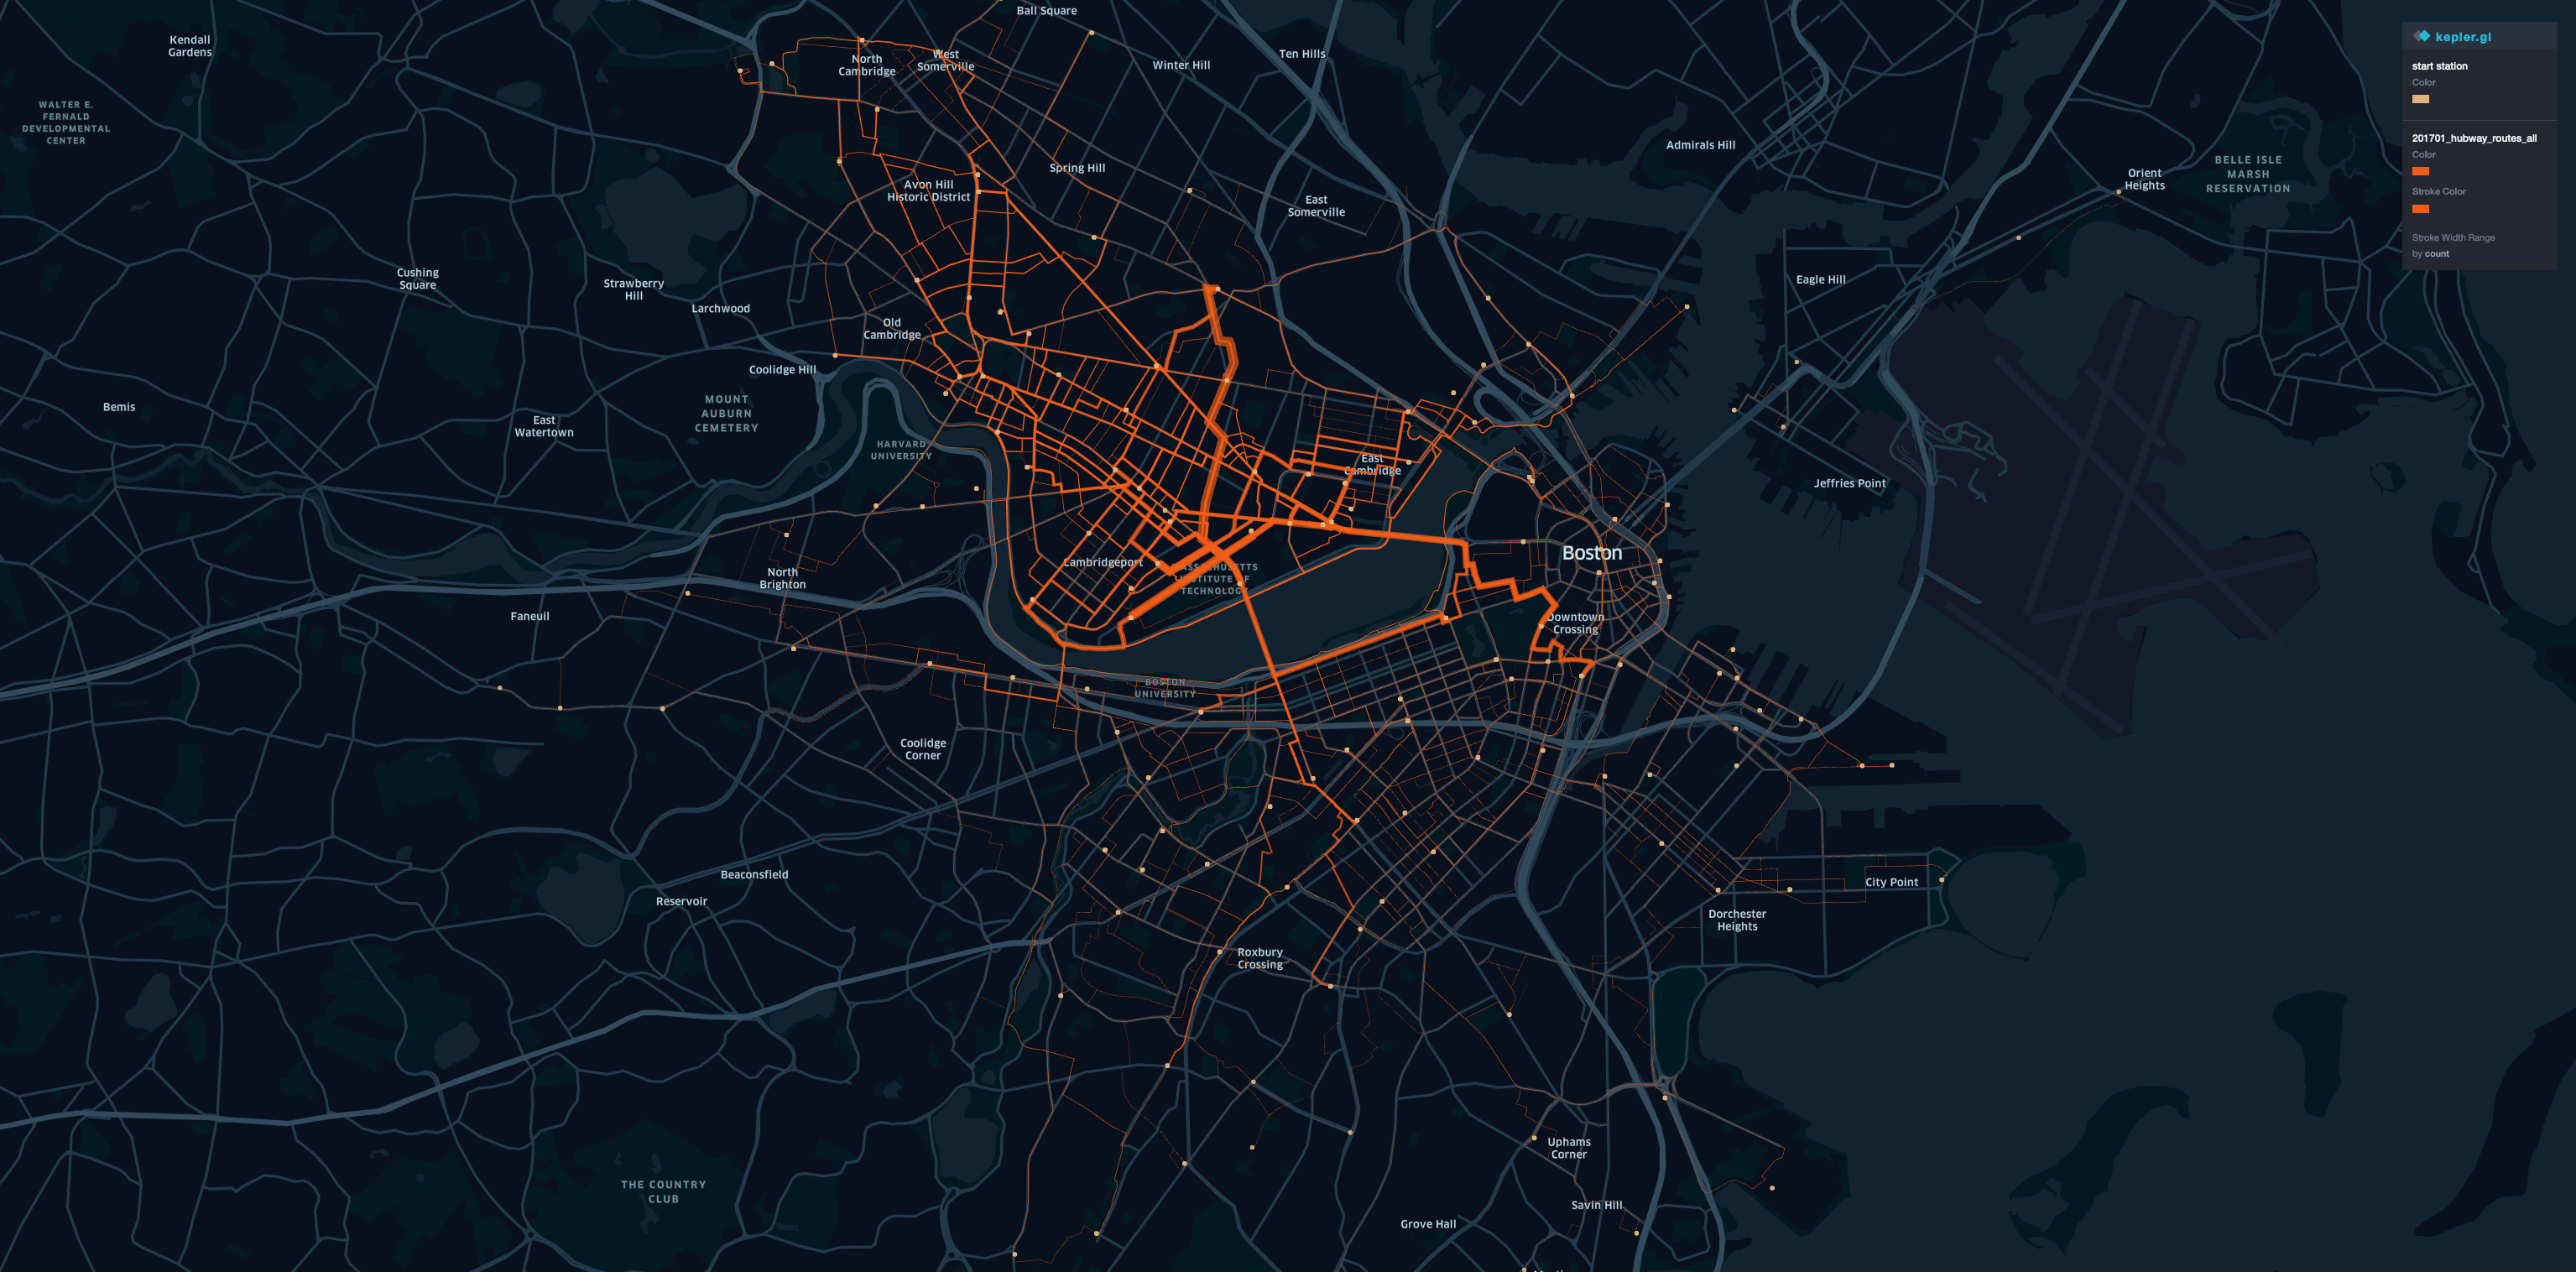 Ball Square
Kendall
Gardens
North
Cambridge
West
Somerville
Winter Hill
Ten Hills
WALTER E.
FERNALD
DEVELOPMENTAL
CENTER
Spring Hill
Admirals Hill
Avon Hill
Historic District
East
Somerville
Orient
Heights
BELLE ISLE
MARSH
RESERVATION
Cushing
Square
Strawberry
Hill
Larchwood
Old
Cambridge
Eagle Hill
Coolidge Hill
Bemis
East
Watertown
MOUNT
AUBURN
CEMETERY
HARVARD
UNIVERSITY
East
Cambridge
Jeffries Point
Boston
Cambridgeport
MASSACHUSETTS
INSTITUTE OF
TECHNOLOGY
North
Brighton
Faneuil
Downtown
Crossing
BOSTON
UNIVERSITY
Coolidge
Corner
Beaconsfield
Reservoir
City Point
Dorchester
Heights
Roxbury
Crossing
Uphams
Corner
THE COUNTRY
CLUB
Savin Hill
Grove Hall
kepler.gl
start station
Color
201701_hubway_routes_all
Color
Stroke Color
Stroke Width Range
by count